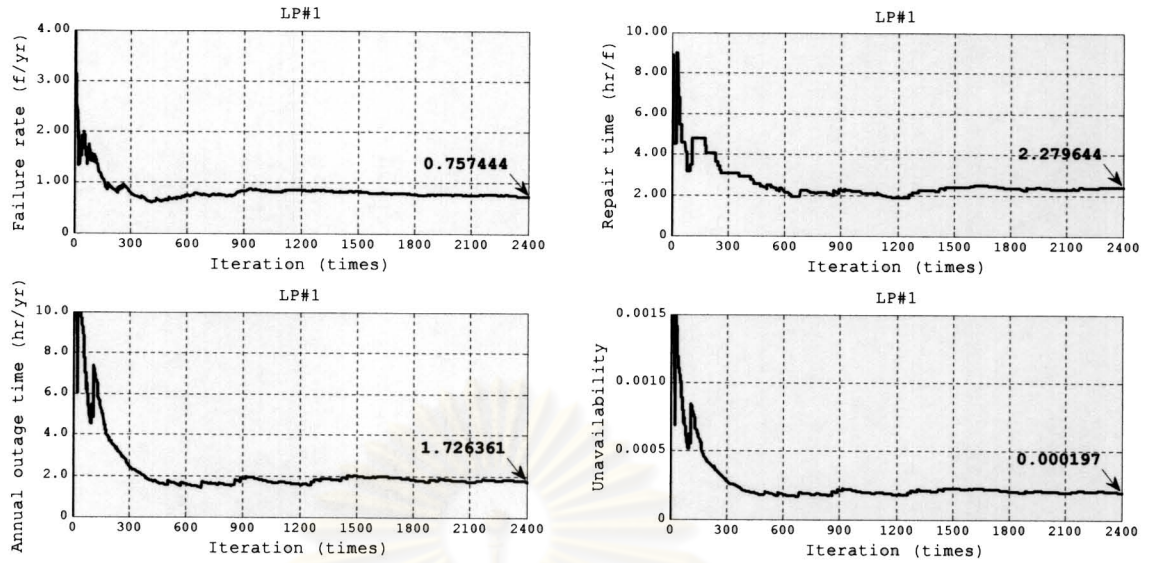 LP#1
Failure rate (f/yr)
4.00
3.00
2.00
1.00
0
0.757444
0 300 600 900 1200 1500 1800 2100 2400
Iteration (times)
LP#1
Repair time (hr/f)
10.00
8.00
6.00
4.00
2.00
0
2.279644
0 300 600 900 1200 1500 1800 2100 2400
Iteration (times)
LP#1
Annual outage time (hr/yr)
10.0
8.0
6.0
4.0
2.0
0
1.726361
0 300 600 900 1200 1500 1800 2100 2400
Iteration (times)
LP#1
Unavailability
0.0015
0.0010
0.0005
0
0.000197
0 300 600 900 1200 1500 1800 2100 2400
Iteration (times)